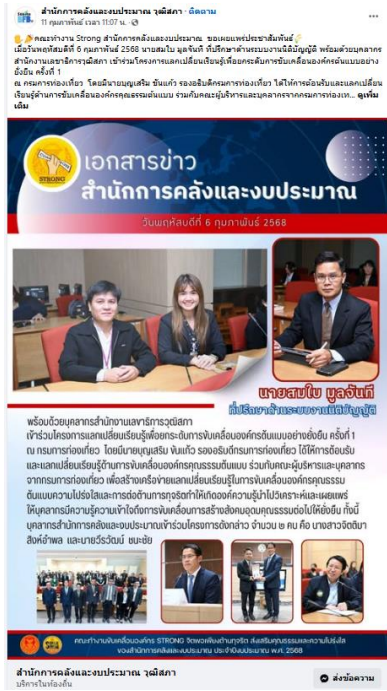 สำนักการคลังและงบประมาณ วุฒิสภา · ติดตาม
11 กุมภาพันธ์ เวลา 11:07 น. ·
คณะทำงาน Strong สำนักการคลังและงบประมาณ ขอเผยแพร่ประชาสัมพันธ์
เมื่อวันพฤหัสบดีที่ 6 กุมภาพันธ์ 2568 นายสมใบ มูลจันที ที่ปรึกษาด้านระบบงานนิติบัญญัติ พร้อมด้วยบุคลากร
สำนักงานเลขาธิการวุฒิสภา เข้าร่วมโครงการแลกเปลี่ยนเรียนรู้เพื่อยกระดับการขับเคลื่อนองค์กรต้นแบบอย่าง
ยั่งยืน ครั้งที่ 1
ณ กรมการท่องเที่ยว โดยมีนายบุญเสริม ขันแก้ว รองอธิบดีกรมการท่องเที่ยว ได้ให้การต้อนรับและแลกเปลี่ยน
เรียนรู้ด้านการขับเคลื่อนองค์กรคุณธรรมต้นแบบ ร่วมกับคณะผู้บริหารและบุคลากรจากกรมการท่องเท... ดูเพิ่ม
เติม
STRONG
เอกสารข่าว
สำนักการคลังและงบประมาณ
วันพฤหัสบดีที่ 6 กุมภาพันธ์ 2568
นายสมใบ มูลจันที
ที่ปรึกษาด้านระบบงานนิติบัญญัติ
พร้อมด้วยบุคลากรสำนักงานเลขาธิการวุฒิสภา
เข้าร่วมโครงการแลกเปลี่ยนเรียนรู้เพื่อยกระดับการขับเคลื่อนองค์กรต้นแบบอย่างยั่งยืน ครั้งที่ 1
ณ กรมการท่องเที่ยว โดยมีนายบุญเสริม ขันแก้ว รองอธิบดีกรมการท่องเที่ยว ได้ให้การต้อนรับ
และแลกเปลี่ยนเรียนรู้ด้านการขับเคลื่อนองค์กรคุณธรรมต้นแบบ ร่วมกับคณะผู้บริหารและบุคลากร
จากกรมการท่องเที่ยว เพื่อสร้างเครือข่ายแลกเปลี่ยนเรียนรู้ในการขับเคลื่อนองค์กรคุณธรรม
ต้นแบบความโปร่งใสและการต่อต้านการทุจริตทำให้เกิดองค์ความรู้นำไปวิเคราะห์และเผยแพร่
ให้บุคลากรมีความรู้ความเข้าใจถึงการขับเคลื่อนการสร้างสังคมอุดมคุณธรรมต่อไปให้ยั่งยืน ทั้งนี้
บุคลากรสำนักการคลังและงบประมาณเข้าร่วมโครงการดังกล่าว จำนวน ๒ คน คือ นางสาวจิตติมา
สิงห์อำพล และนายวีรวัฒน์ ชนะชัย
คณะทำงานขับเคลื่อนองค์กร STRONG จิตพอเพียงต้านทุจริต ส่งเสริมคุณธรรมและความโปร่งใส
ของสำนักการคลังและงบประมาณ ประจำปีงบประมาณ พ.ศ. 2568
สำนักการคลังและงบประมาณ วุฒิสภา
บริการในท้องถิ่น
ส่งข้อความ